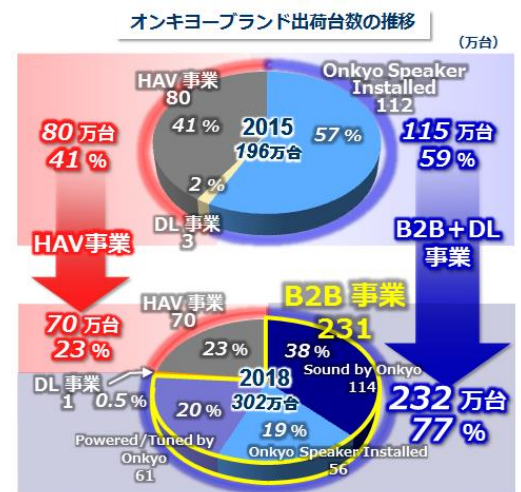 オンキヨーブランド出荷台数の推移
（万台）
HAV 事業
80
41 %
Onkyo Speaker
Installed
112
57 %
2015
196万台
2 %
DL 事業
3
80 万台
41 %
HAV事業
70 万台
23 %
115 万台
59 %
B2B＋DL
事業
232 万台
77 %
HAV 事業
70
23 %
B2B 事業
231
38 %
Sound by Onkyo
114
2018
302万台
DL 事業
1
0.5 %
20 %
Powered/Tuned by
Onkyo
61
19 %
Onkyo Speaker Installed
56